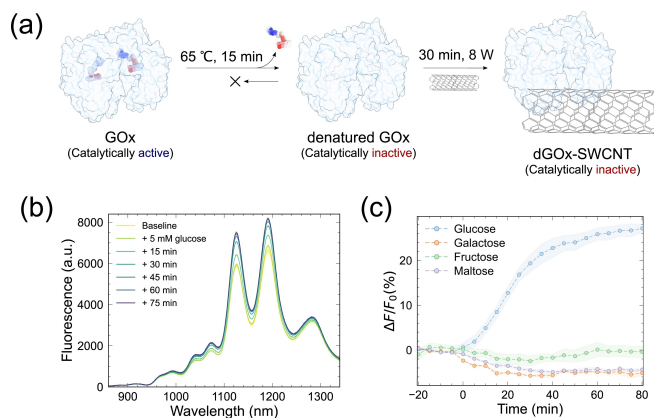 (a)
65 ℃, 15 min
30 min, 8 W
GOx
(Catalytically active)
denatured GOx
(Catalytically inactive)
dGOx-SWCNT
(Catalytically inactive)
(b)
Fluorescence (a.u.)
8000
6000
4000
2000
0
Baseline
+ 5 mM glucose
+ 15 min
+ 30 min
+ 45 min
+ 60 min
+ 75 min
900 1000 1100 1200 1300
Wavelength (nm)
(c)
ΔF/F0(%)
20
10
0
Glucose
Galactose
Fructose
Maltose
−20 0 20 40 60 80
Time (min)